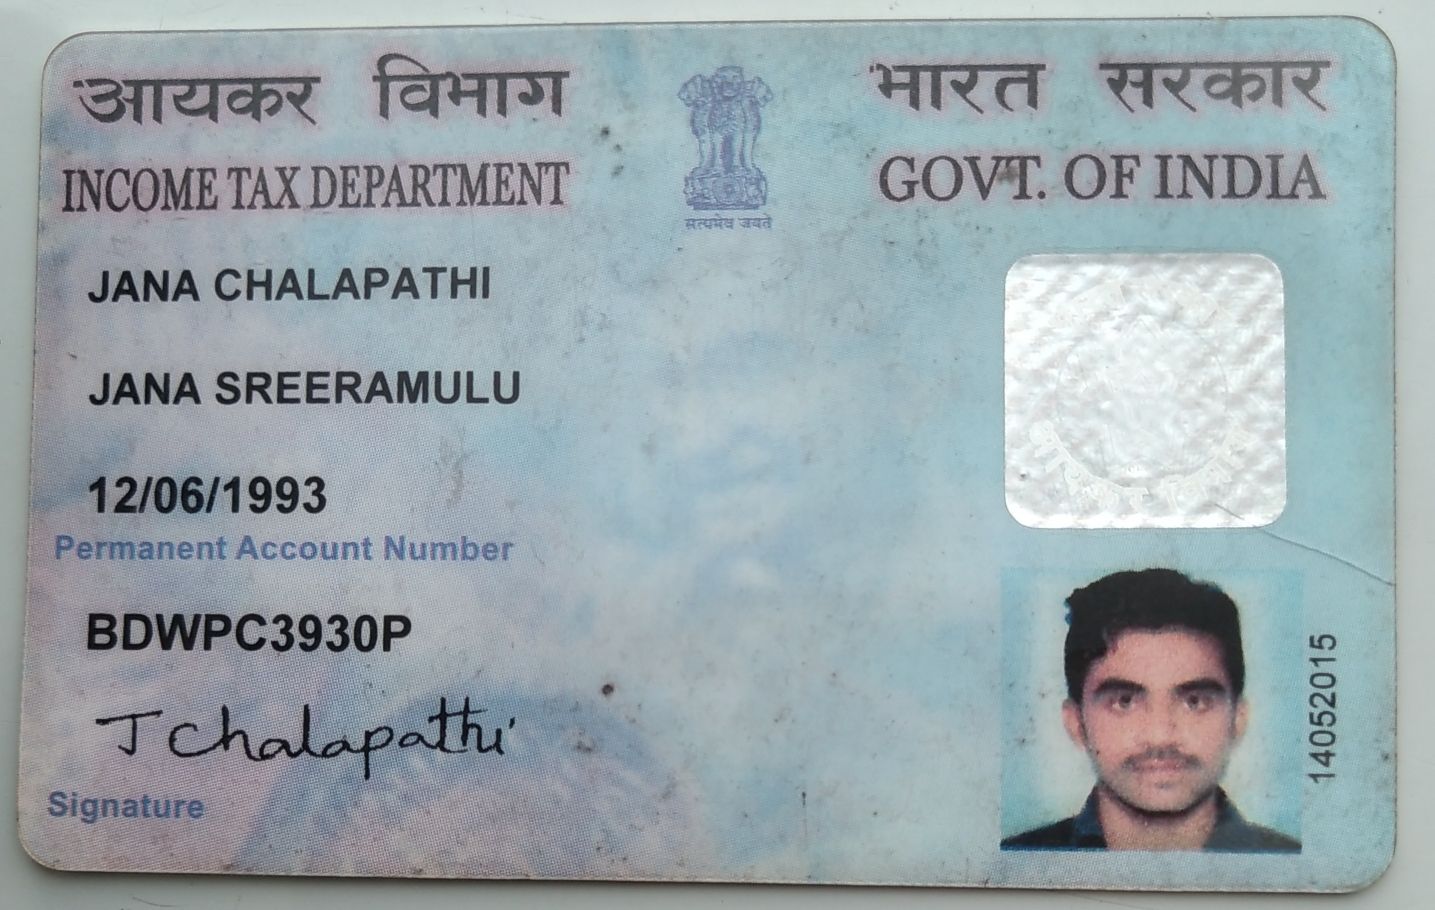 आयकर विभाग
भारत सरकार
INCOME TAX DEPARTMENT
GOVT. OF INDIA
सत्यमेव जयते
JANA CHALAPATHI
JANA SREERAMULU
12/06/1993
Permanent Account Number
BDWPC3930P
J chalapathi
Signature
14052015